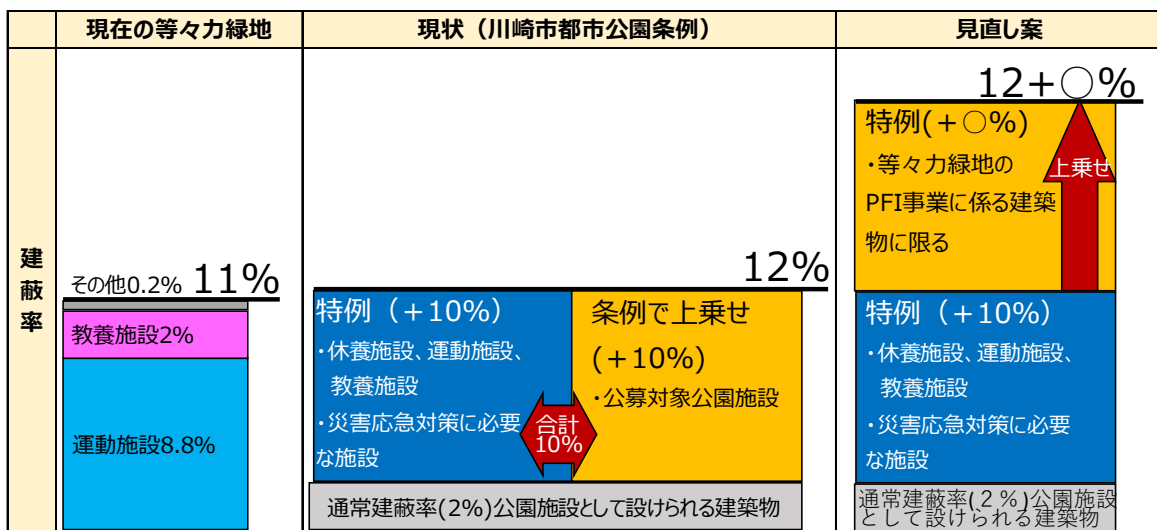 現在の等々力緑地
現状（川崎市都市公園条例）
見直し案
建蔽率
その他0.2%
11%
教養施設2%
運動施設8.8%
12%
特例（＋10%）
・休養施設、運動施設、
教養施設
・災害応急対策に必要
な施設
合計
10%
条例で上乗せ
(＋10%)
・公募対象公園施設
通常建蔽率(2%)公園施設として設けられる建築物
12+○%
特例(＋○%)
・等々力緑地の
PFI事業に係る建築
物に限る
上乗せ
特例（＋10%）
・休養施設、運動施設、
教養施設
・災害応急対策に必要
な施設
通常建蔽率(２％)公園施設
として設けられる建築物